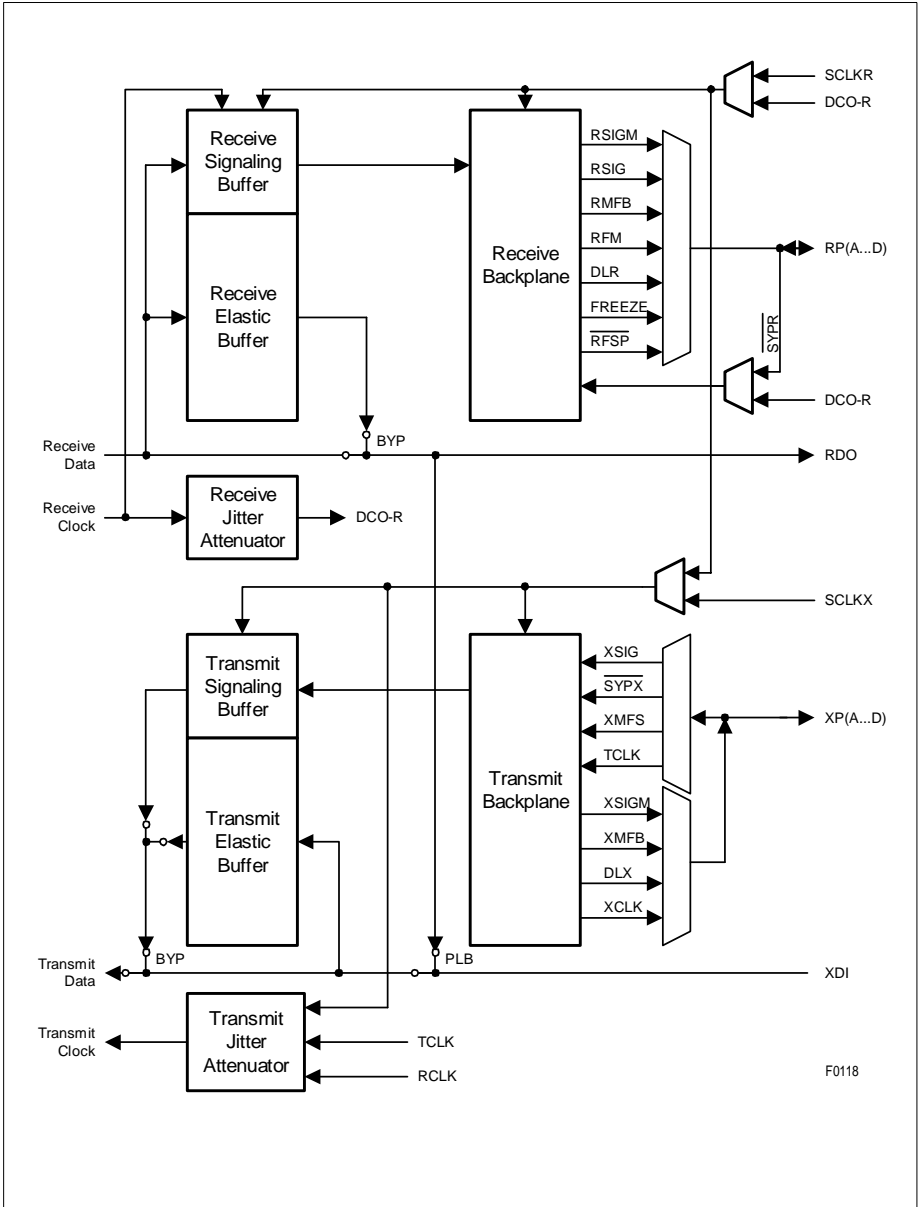 SCLKR
DCO-R
Receive
Signaling
Buffer
Receive
Elastic
Buffer
Receive
Backplane
RSIGM
RSIG
RMFB
RFM
DLR
FREEZE
RFSP
RP(A...D)
SYPR
DCO-R
BYP
Receive
Data
RDO
Receive
Clock
Receive
Jitter
Attenuator
DCO-R
SCLKX
Transmit
Signaling
Buffer
Transmit
Elastic
Buffer
Transmit
Backplane
XSIG
SYPX
XMFS
TCLK
XSIGM
XMFB
DLX
XCLK
XP(A...D)
BYP
PLB
Transmit
Data
XDI
Transmit
Clock
Transmit
Jitter
Attenuator
TCLK
RCLK
F0118